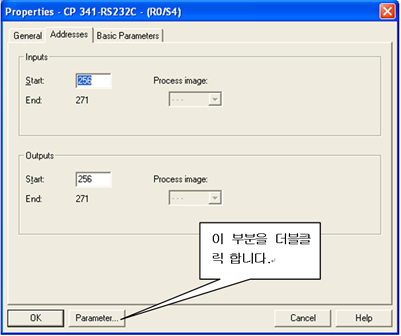 Properties - CP 341-RS232C - (R0/S4)
General Addresses Basic Parameters
Inputs
Start: 256 Process image:
End: 271 ---
Outputs
Start: 256 Process image:
End: 271 ---
이 부분을 더블클
릭 합니다.
OK Parameter... Cancel Help